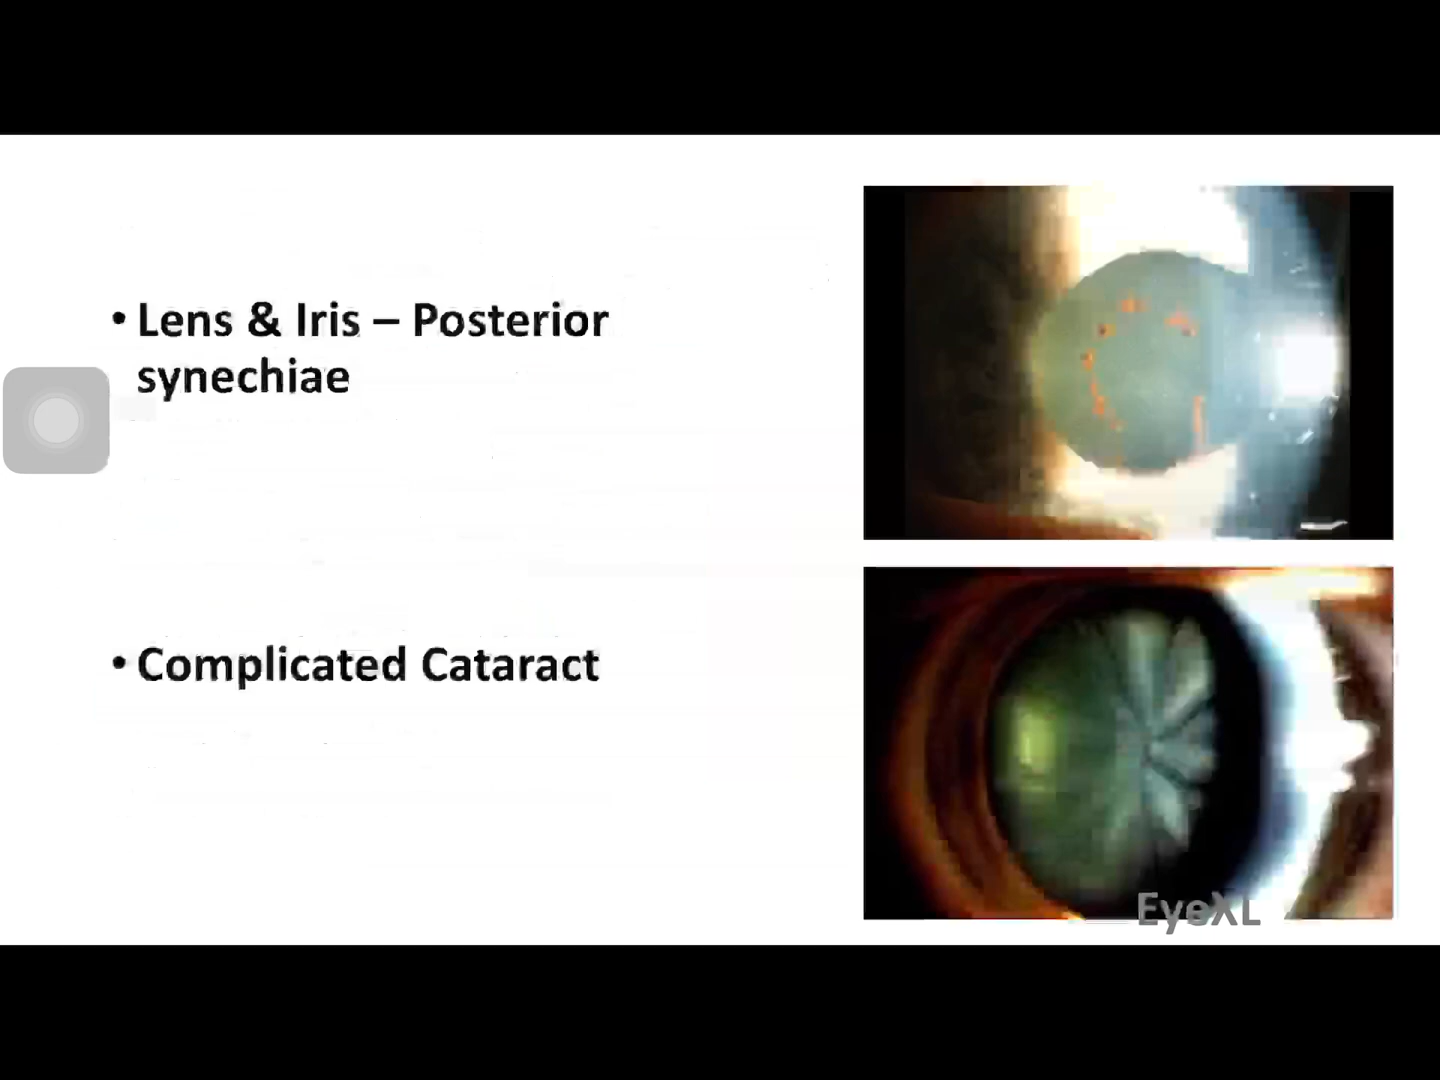 • Lens & Iris – Posterior
synechiae
• Complicated Cataract
EyeXL